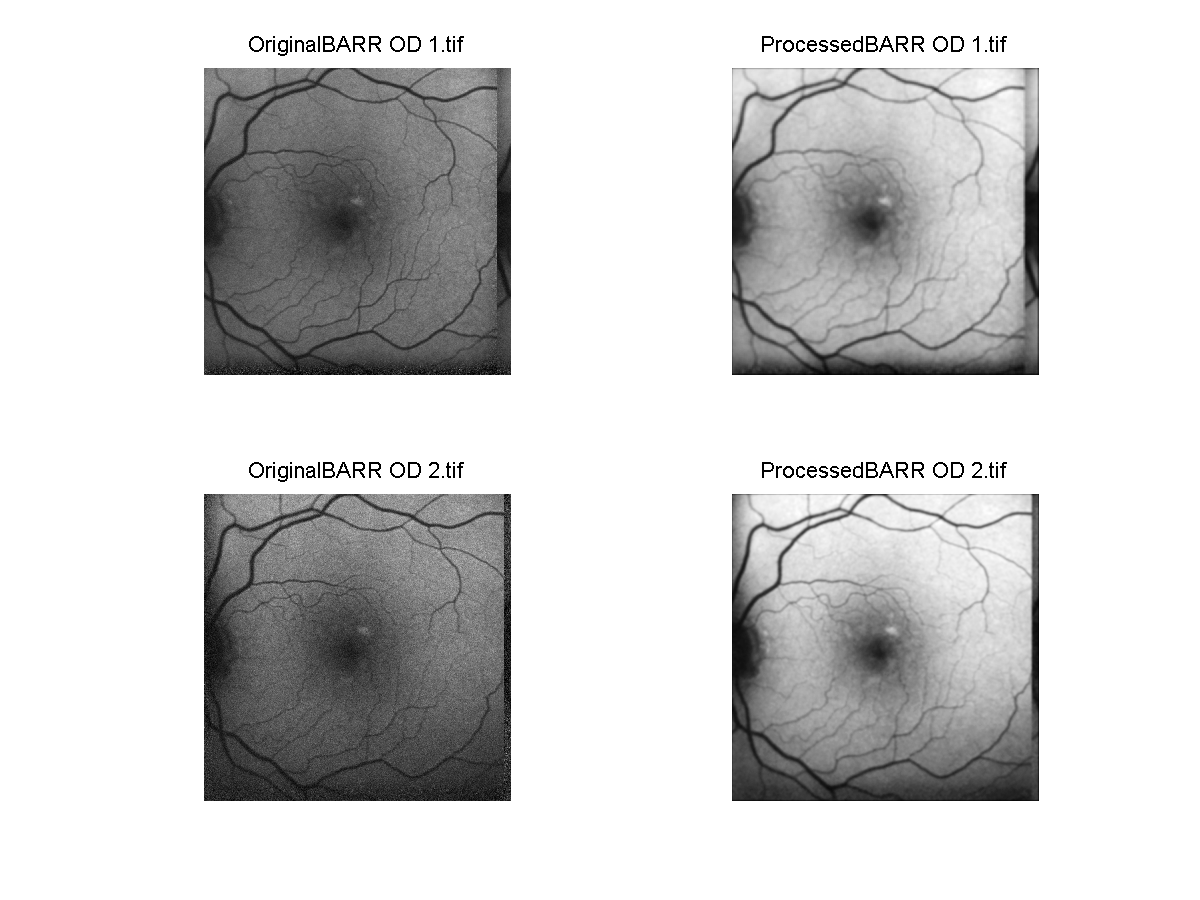 OriginalBARR OD 1.tif
ProcessedBARR OD 1.tif
OriginalBARR OD 2.tif
ProcessedBARR OD 2.tif